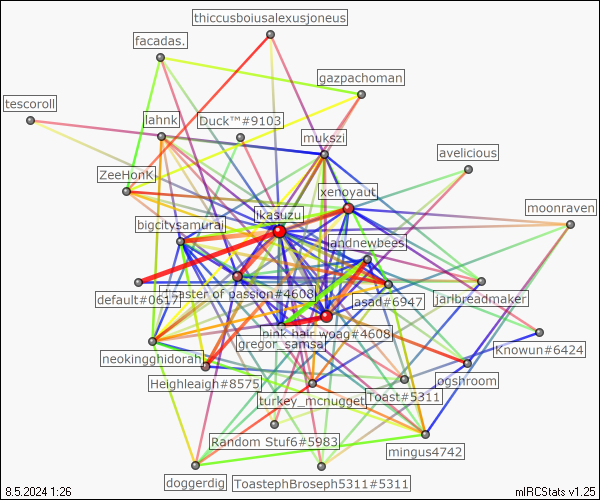 thiccusboiusalexusjoneus
facadas.
gazpachoman
tescoroll
lahnk
Duck™#9103
mukszi
avelicious
ZeeHonK
xenoyaut
moonraven
ikasuzu
bigcitysamurai
landnewbees
default#0617
master of passion#4608
asad#6947
jarlbreadmaker
pink hair woag#4608
gregor_samsa
Knowun#6424
neokingghidorah
Heighleaigh#8575
ogshroom
turkey_mcnugget
Toast#5311
Random Stuf6#5983
mingus4742
doggerdig
ToastephBroseph5311#5311
8.5.2024 1:26
mIRCStats v1.25